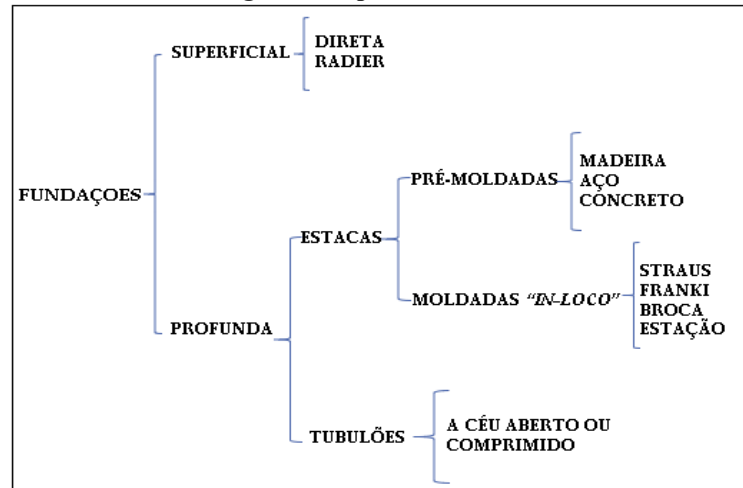 FUNDAÇOES
SUPERFICIAL
DIRETA
RADIER
PROFUNDA
ESTACAS
PRÉ-MOLDADAS
MADEIRA
AÇO
CONCRETO
MOLDADAS "IN-LOCO"
STRAUS
FRANKI
BROCA
ESTAÇÃO
TUBULÕES
A CÉU ABERTO OU
COMPRIMIDO